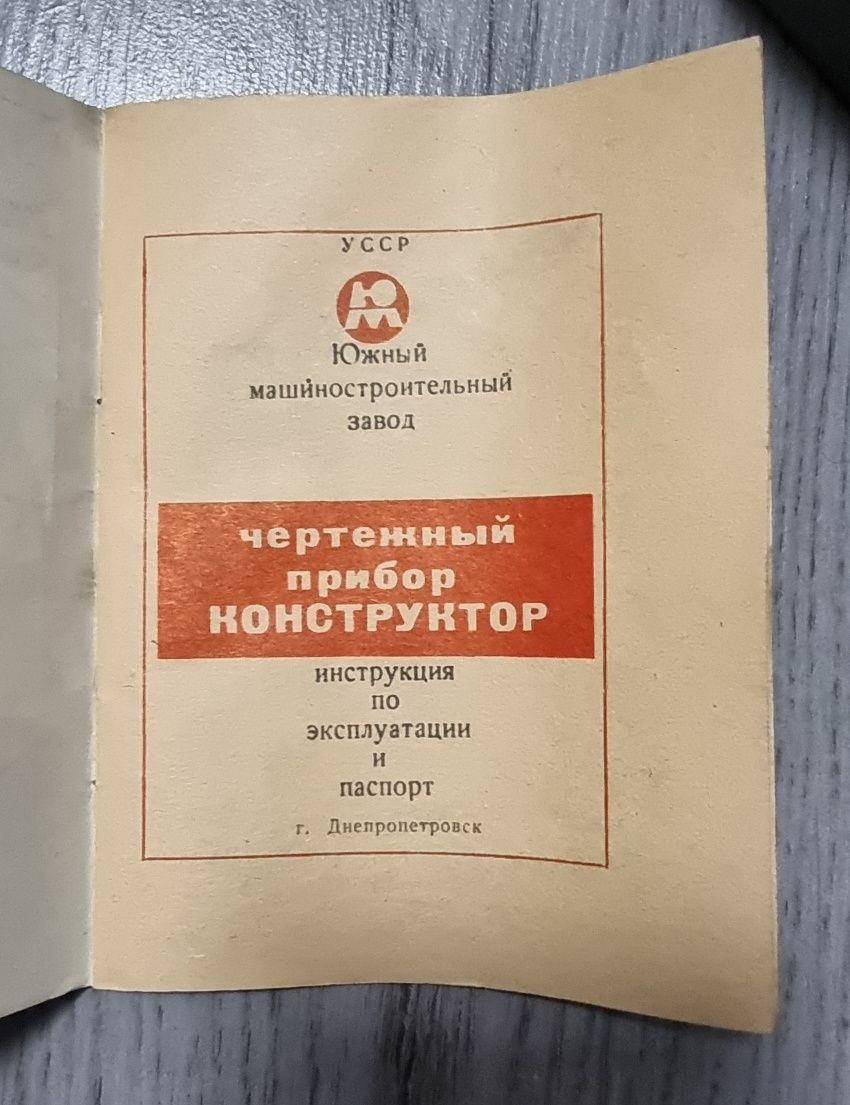 УССР
ЮМ
Южный
машиностроительный
завод
чертежный
прибор
КОНСТРУКТОР
инструкция
по
эксплуатации
и
паспорт
г. Днепропетровск